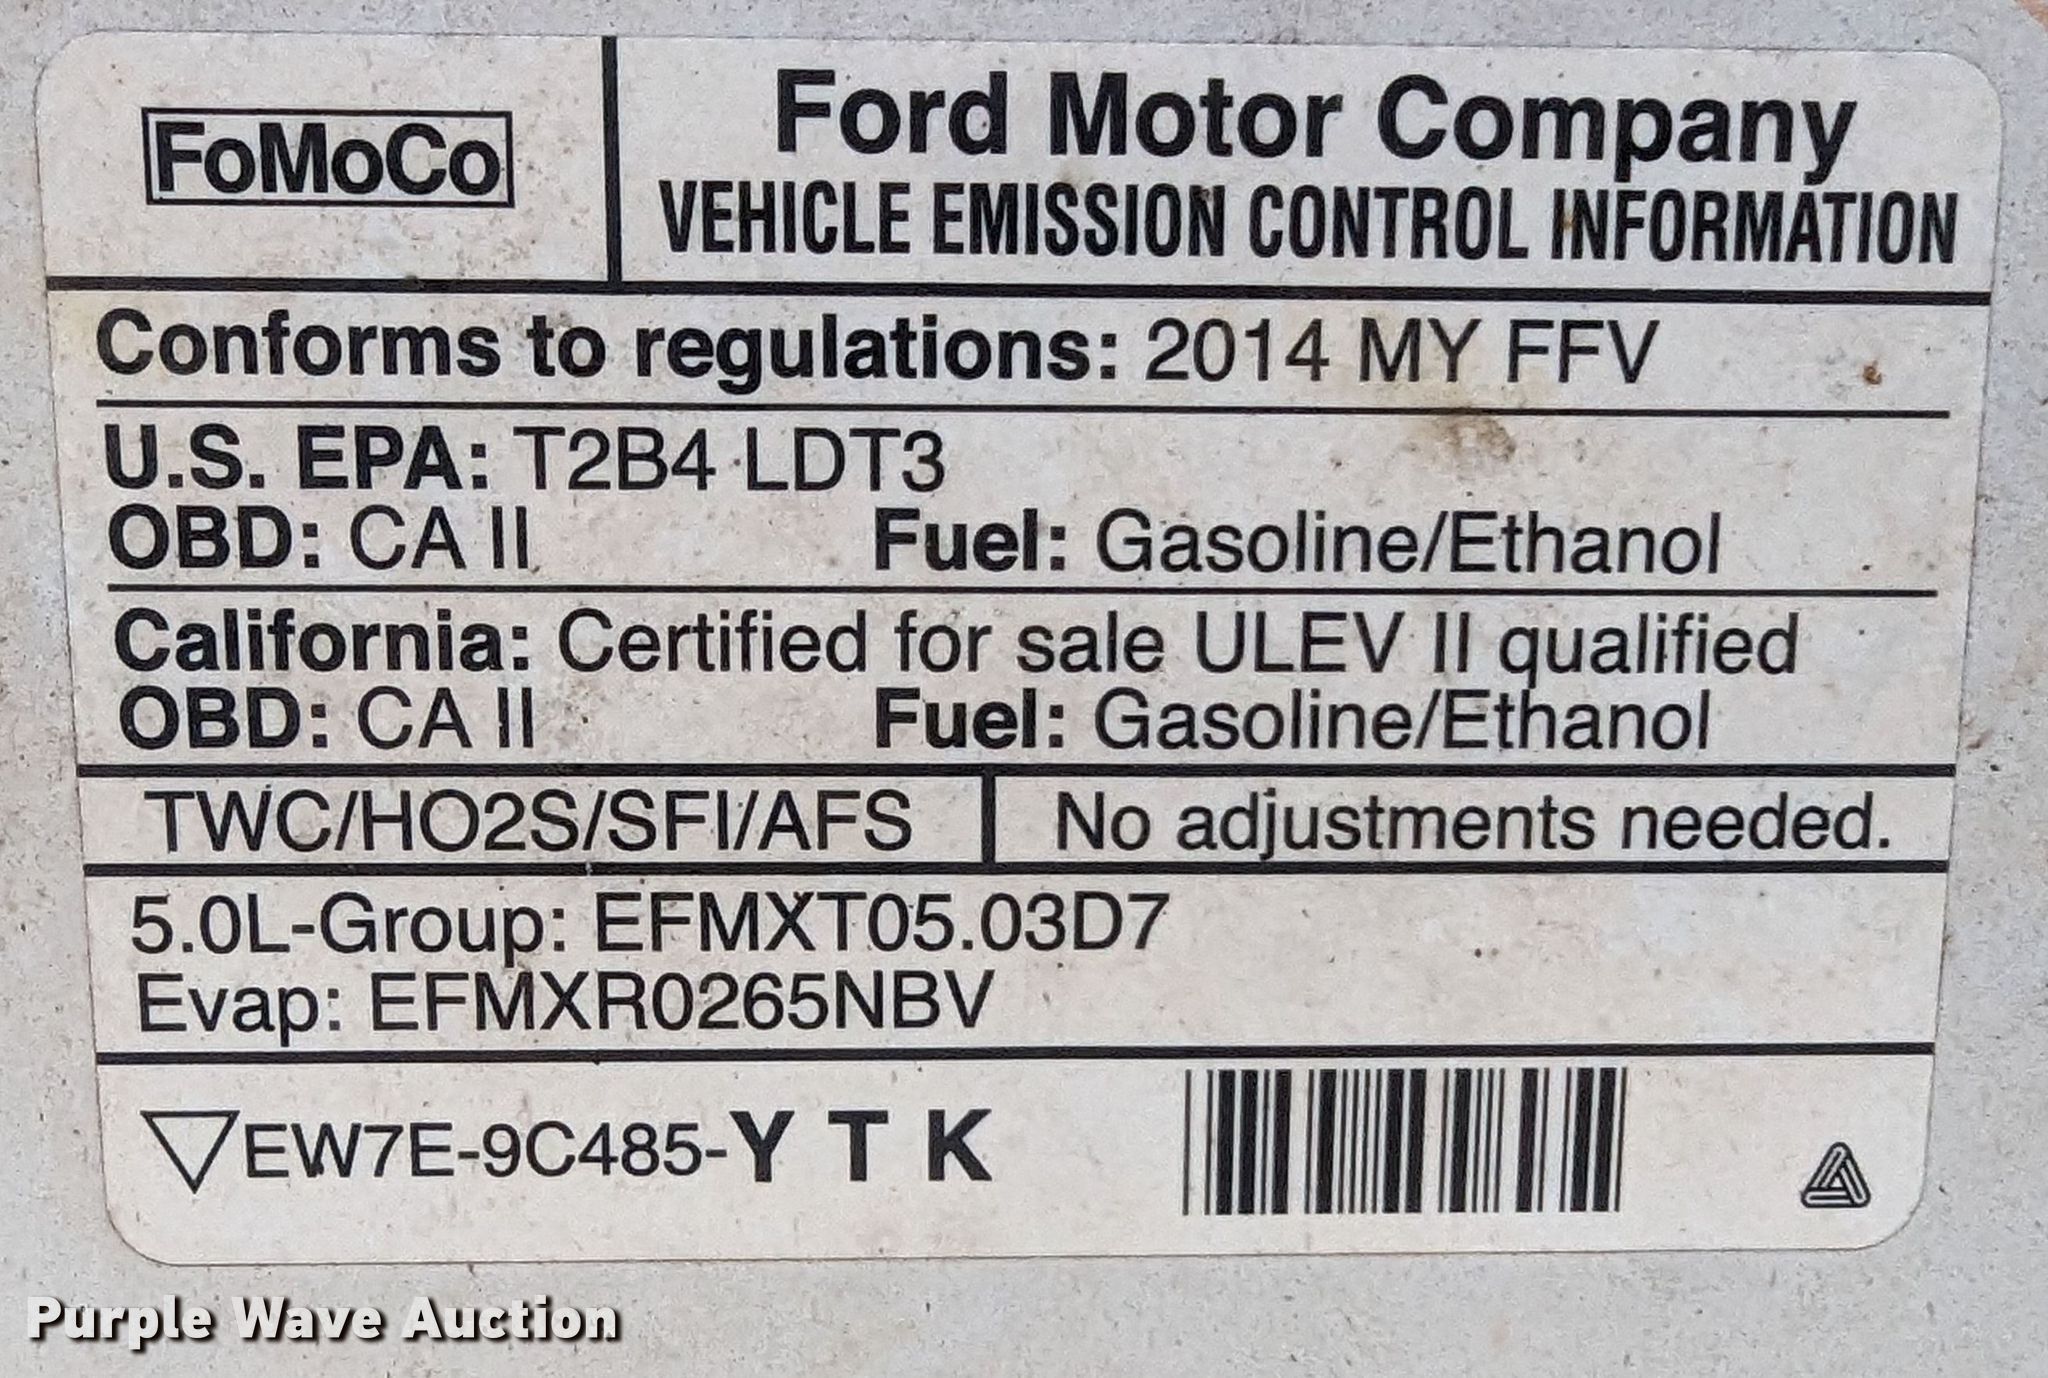 FoMoCo
Ford Motor Company
VEHICLE EMISSION CONTROL INFORMATION
Conforms to regulations: 2014 MY FFV
U.S. EPA: T2B4 LDT3
OBD: CA II Fuel: Gasoline/Ethanol
California: Certified for sale ULEV II qualified
OBD: CA II Fuel: Gasoline/Ethanol
TWC/HO2S/SFI/AFS No adjustments needed.
5.0L-Group: EFMXT05.03D7
Evap: EFMXR0265NBV
EW7E-9C485-Y T K
Purple Wave Auction